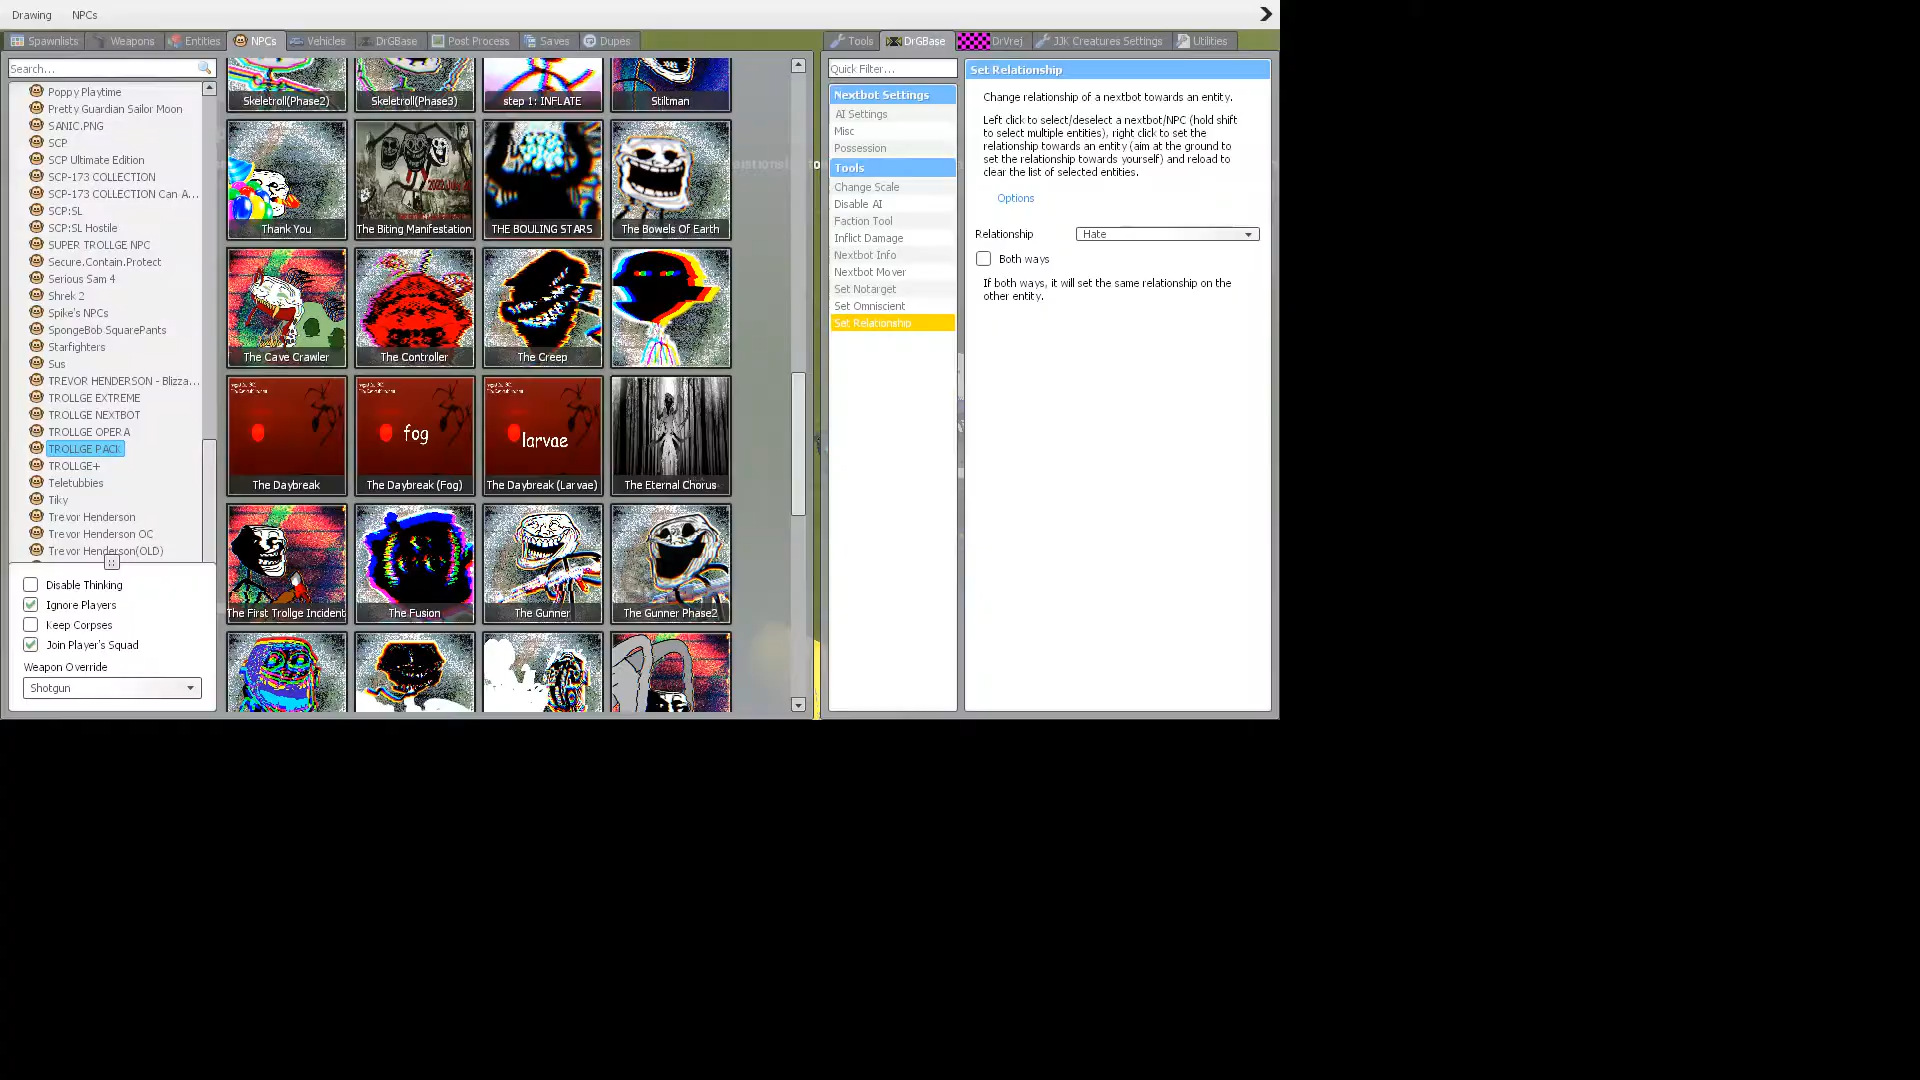 Drawing NPCs
Spawnlists Weapons Entities NPCs Vehicles DrGBase Post Process Saves Dupes
Search...
Poppy Playtime
Pretty Guardian Sailor Moon
SANIC.PNG
SCP
SCP Ultimate Edition
SCP-173 COLLECTION
SCP-173 COLLECTION Can A...
SCP:SL
SCP:SL Hostile
SUPER TROLLGE NPC
Secure.Contain.Protect
Serious Sam 4
Shrek 2
Spike's NPCs
SpongeBob SquarePants
Starfighters
Sus
TREVOR HENDERSON - Blizza...
TROLLGE EXTREME
TROLLGE NEXTBOT
TROLLGE OPERA
TROLLGE PACK
TROLLGE+
Teletubbies
Tiky
Trevor Henderson
Trevor Henderson OC
Trevor Henderson(OLD)
Disable Thinking
Ignore Players
Keep Corpses
Join Player's Squad
Weapon Override
Shotgun
Skeletroll(Phase2) Skeletroll(Phase3) step 1: INFLATE Stiltman
Thank You The Biting Manifestation THE BOULING STARS The Bowels Of Earth
The Cave Crawler The Controller The Creep
fog
larvae
The Daybreak The Daybreak (Fog) The Daybreak (Larvae) The Eternal Chorus
The First Trollge Incident The Fusion The Gunner The Gunner Phase2
Tools DrGBase DrVrej JJK Creatures Settings Utilities
Quick Filter...
Nextbot Settings
AI Settings
Misc
Possession
Tools
Change Scale
Disable AI
Faction Tool
Inflict Damage
Nextbot Info
Nextbot Mover
Set Notarget
Set Omniscient
Set Relationship
Set Relationship
Change relationship of a nextbot towards an entity.
Left click to select/deselect a nextbot/NPC (hold shift
to select multiple entities), right click to set the
relationship towards an entity (aim at the ground to
set the relationship towards yourself) and reload to
clear the list of selected entities.
Options
Relationship Hate
Both ways
If both ways, it will set the same relationship on the
other entity.